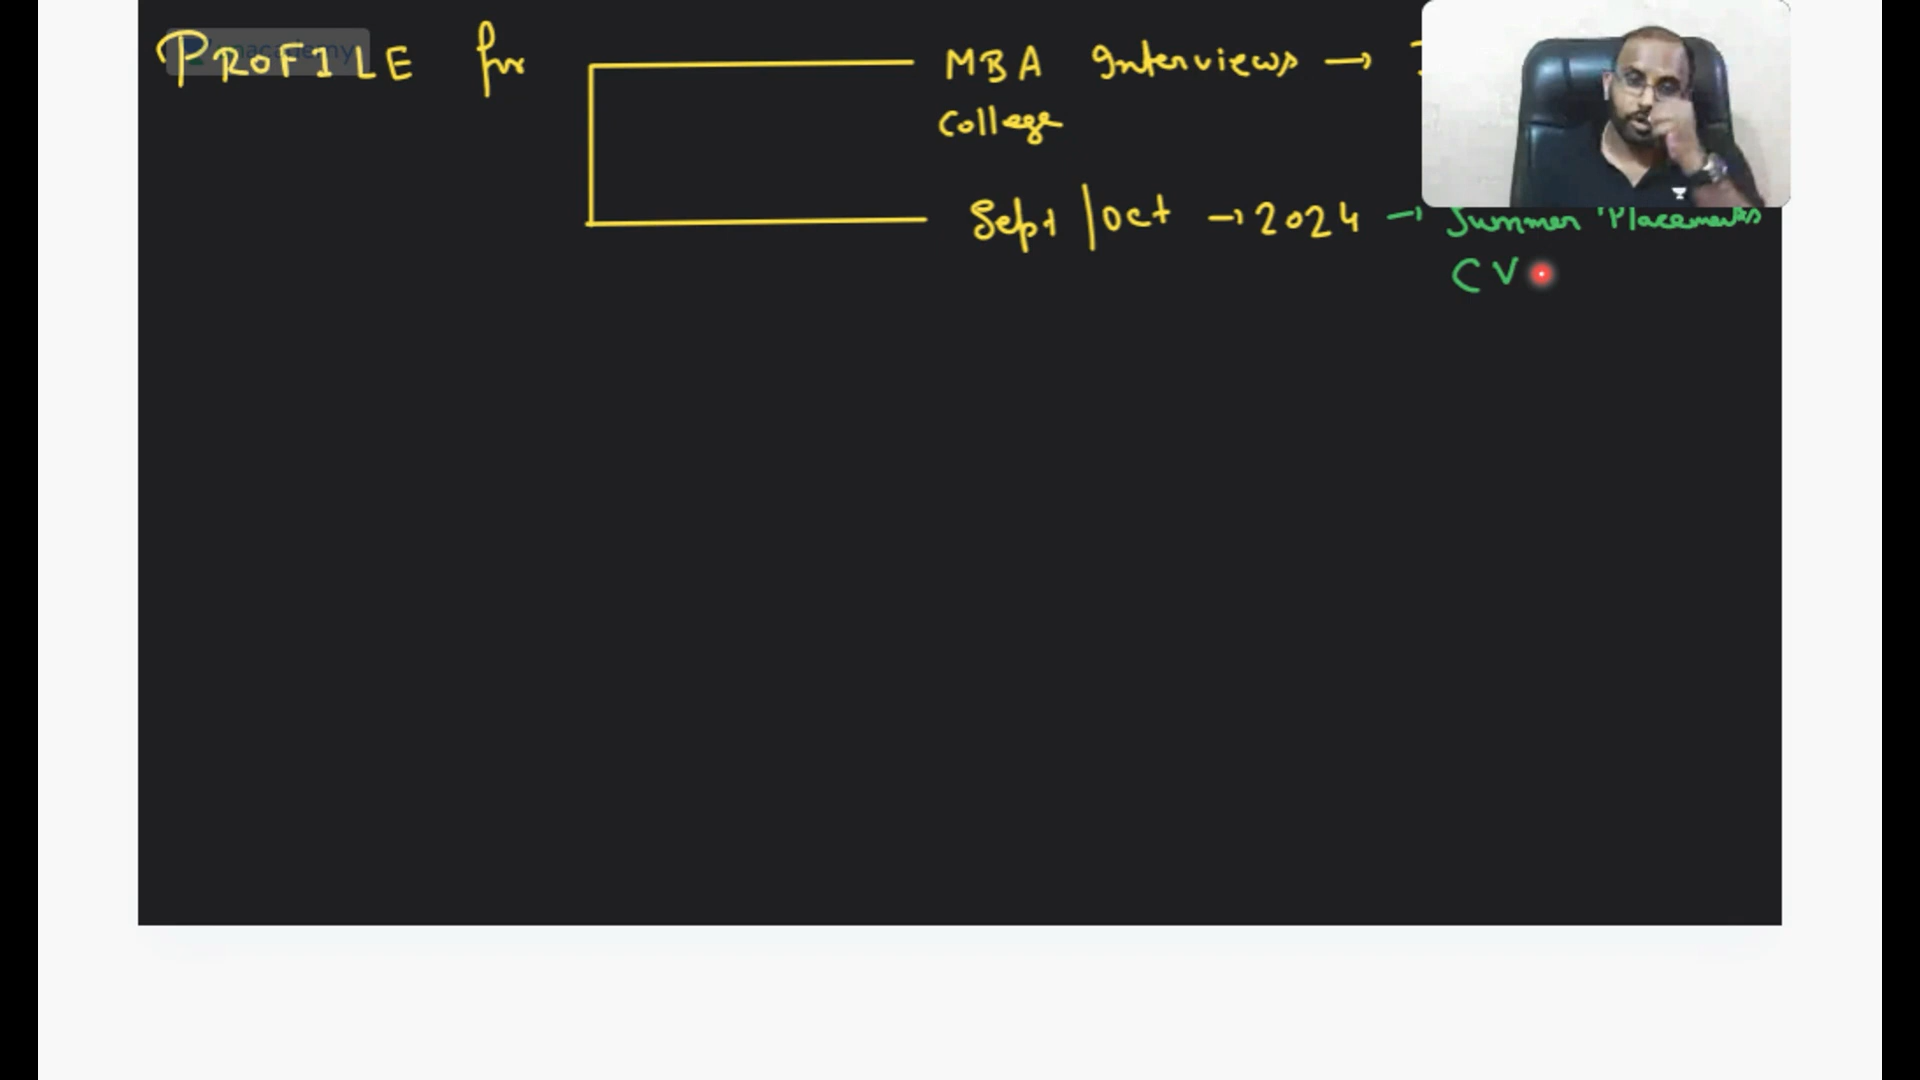 PROFILE for
MBA Interviews →
College
Sept | Oct → 2024 → Summer Placements
CV